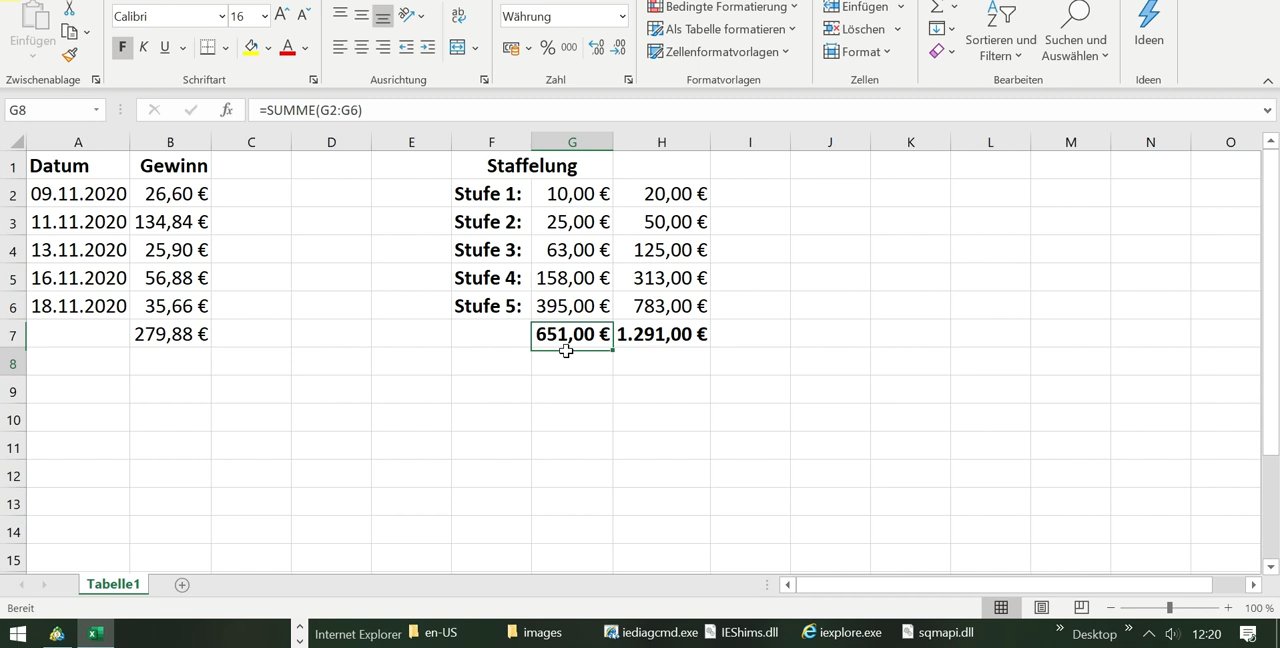 Calibri 16 Währung Bedingte Formatierung Einfügen
Einfügen F K U % 000 Als Tabelle formatieren Löschen Sortieren und Suchen und Ideen
Zellenformatvorlagen Format Filtern Auswählen
Zwischenablage Schriftart Ausrichtung Zahl Formatvorlagen Zellen Bearbeiten Ideen
G8 fx =SUMME(G2:G6)
A B C D E F G H I J K L M N O
1 Datum Gewinn Staffelung
2 09.11.2020 26,60 € Stufe 1: 10,00 € 20,00 €
3 11.11.2020 134,84 € Stufe 2: 25,00 € 50,00 €
4 13.11.2020 25,90 € Stufe 3: 63,00 € 125,00 €
5 16.11.2020 56,88 € Stufe 4: 158,00 € 313,00 €
6 18.11.2020 35,66 € Stufe 5: 395,00 € 783,00 €
7 279,88 € 651,00 € 1.291,00 €
8
9
10
11
12
13
14
15
Tabelle1
Bereit 100 %
Internet Explorer en-US images iediagcmd.exe IEShims.dll iexplore.exe sqmapi.dll Desktop 12:20